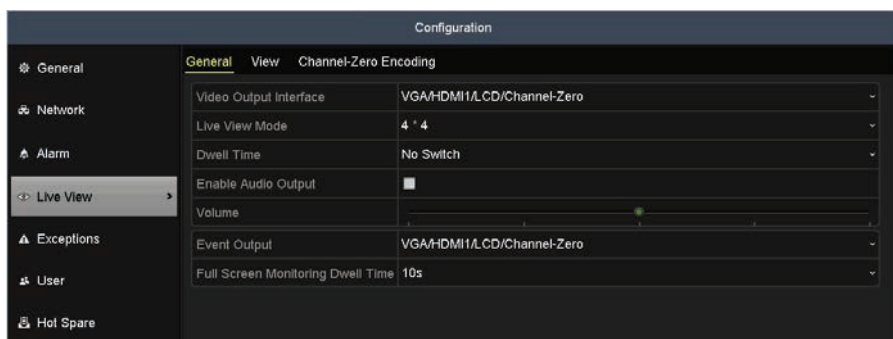 Configuration
General
Network
Alarm
Live View
Exceptions
User
Hot Spare
General View Channel-Zero Encoding
Video Output Interface VGA/HDMI1/LCD/Channel-Zero
Live View Mode 4 * 4
Dwell Time No Switch
Enable Audio Output
Volume
Event Output VGA/HDMI1/LCD/Channel-Zero
Full Screen Monitoring Dwell Time 10s